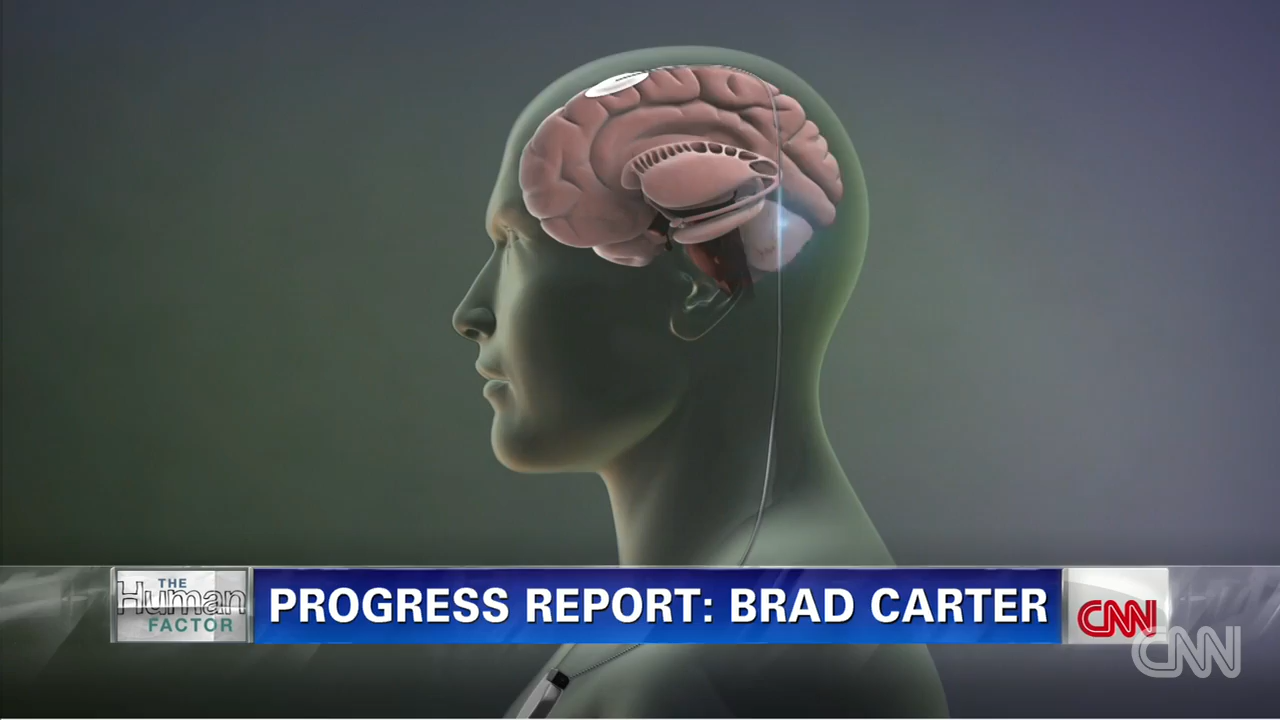 THE
Human
FACTOR
PROGRESS REPORT: BRAD CARTER
CNN
CNN